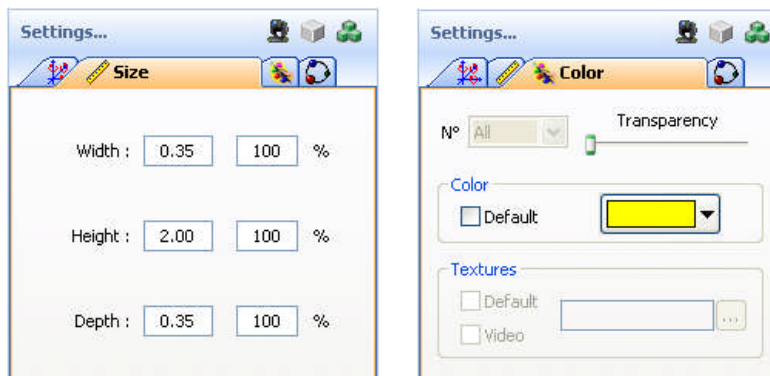 Settings...
Size
Width : 0.35 100 %
Height : 2.00 100 %
Depth : 0.35 100 %
Settings...
Color
Nº All Transparency
Color
Default
Textures
Default ...
Video